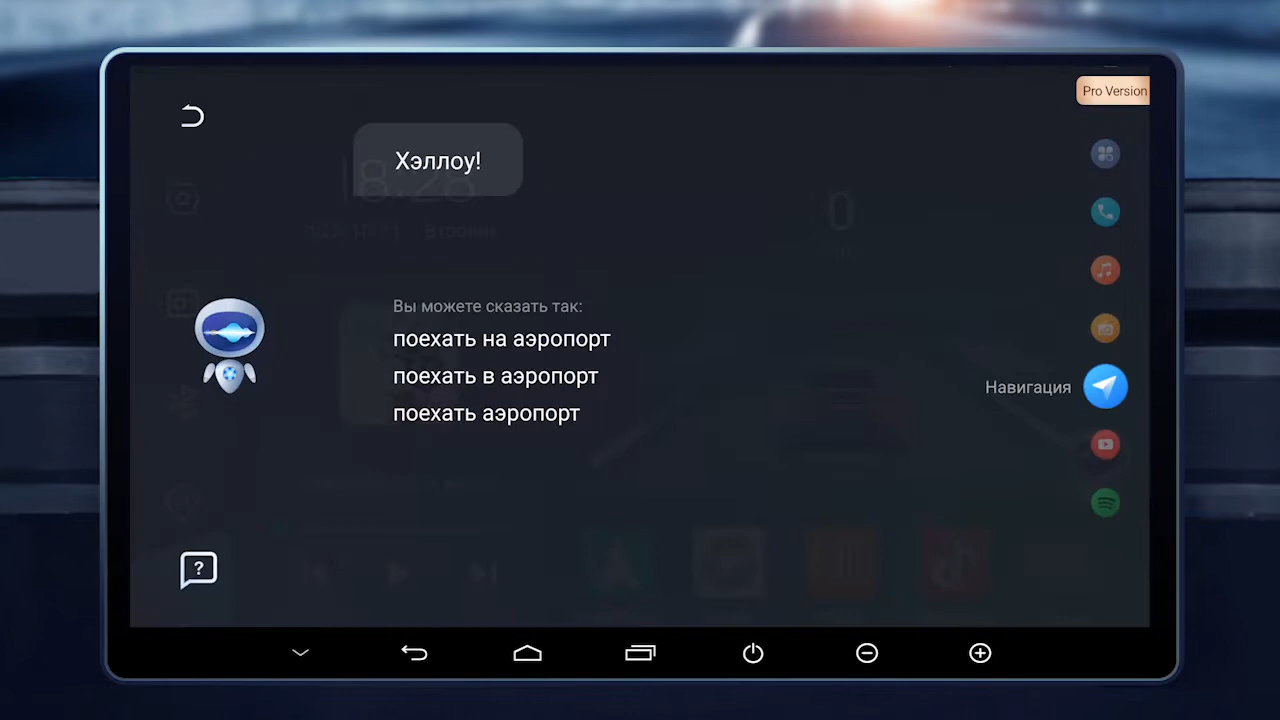 Pro Version
Хэллоу!
Вы можете сказать так:
поехать на аэропорт
поехать в аэропорт
поехать аэропорт
Навигация
?